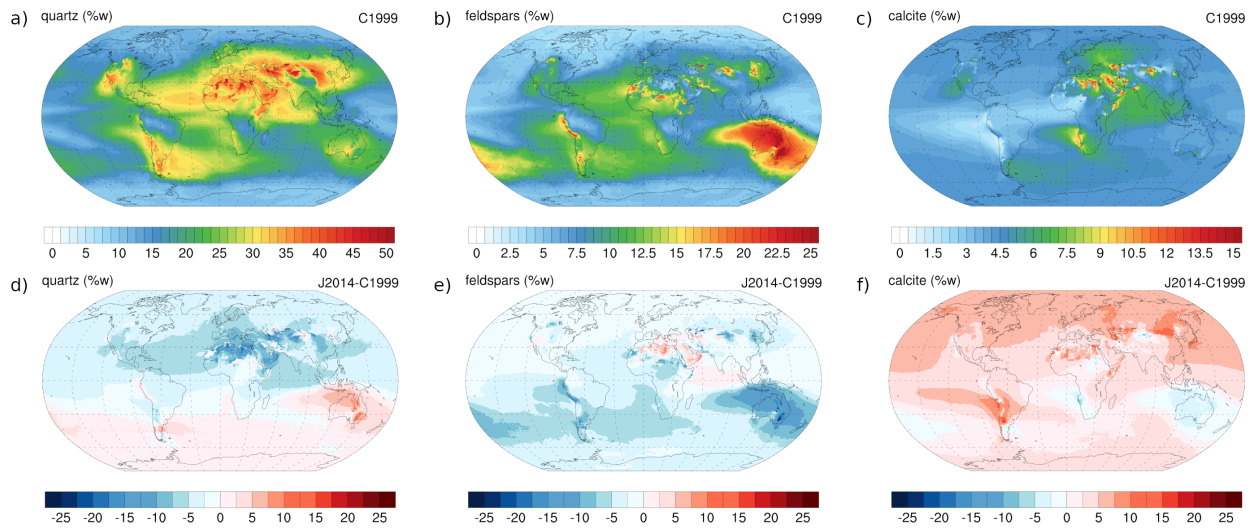 a) quartz (%w) C1999
b) feldspars (%w) C1999
c) calcite (%w) C1999
0 5 10 15 20 25 30 35 40 45 50
0 2.5 5 7.5 10 12.5 15 17.5 20 22.5 25
0 1.5 3 4.5 6 7.5 9 10.5 12 13.5 15
d) quartz (%w) J2014-C1999
e) feldspars (%w) J2014-C1999
f) calcite (%w) J2014-C1999
-25 -20 -15 -10 -5 0 5 10 15 20 25
-25 -20 -15 -10 -5 0 5 10 15 20 25
-25 -20 -15 -10 -5 0 5 10 15 20 25